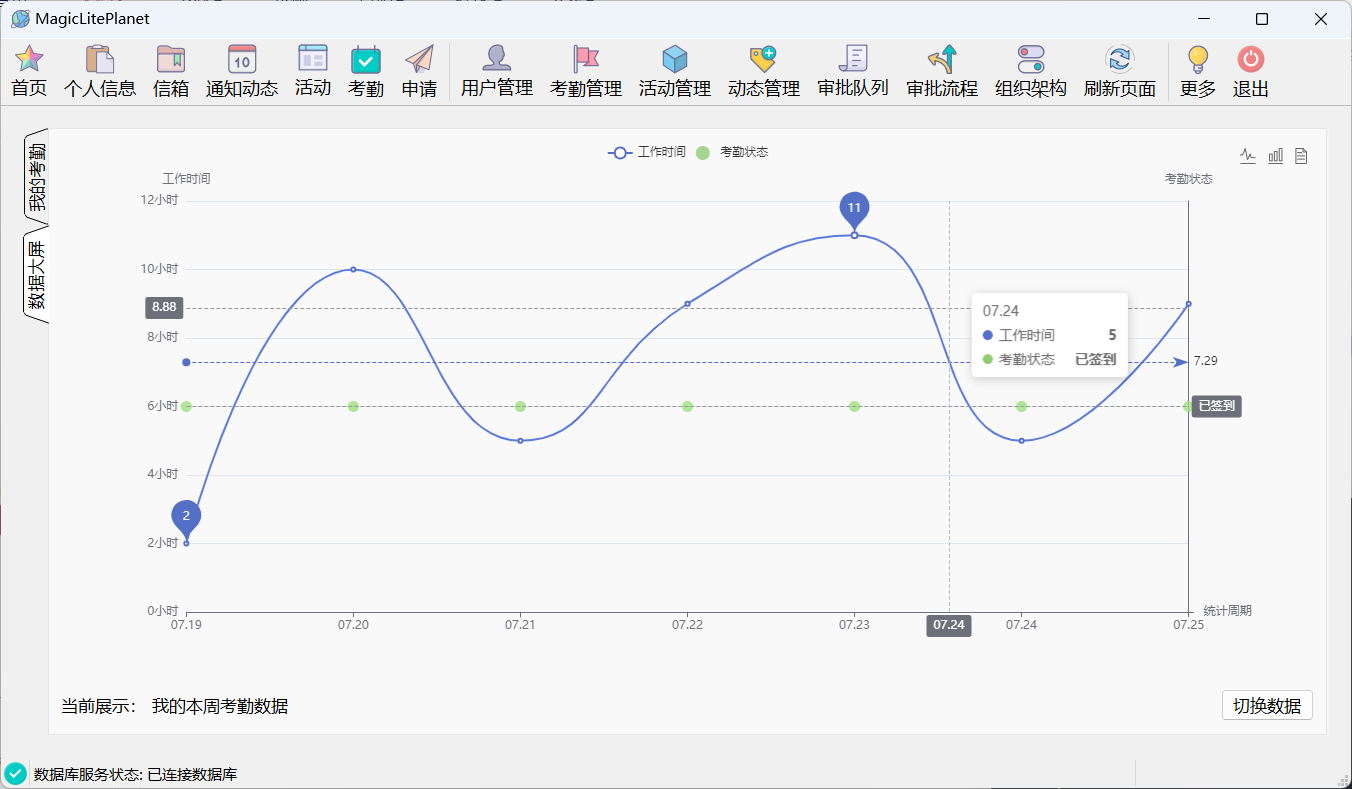 MagicLitePlanet
首页 个人信息 信箱 通知动态 活动 考勤 申请 用户管理 考勤管理 活动管理 动态管理 审批队列 审批流程 组织架构 刷新页面 更多 退出
10
我的考勤
数据大屏
工作时间 考勤状态
工作时间 考勤状态
12小时
11
10小时
8.88
07.24
工作时间 5
考勤状态 已签到
8小时
7.29
6小时 已签到
4小时
2
2小时
0小时 统计周期
07.19 07.20 07.21 07.22 07.23 07.24 07.24 07.25
当前展示： 我的本周考勤数据 切换数据
数据库服务状态: 已连接数据库